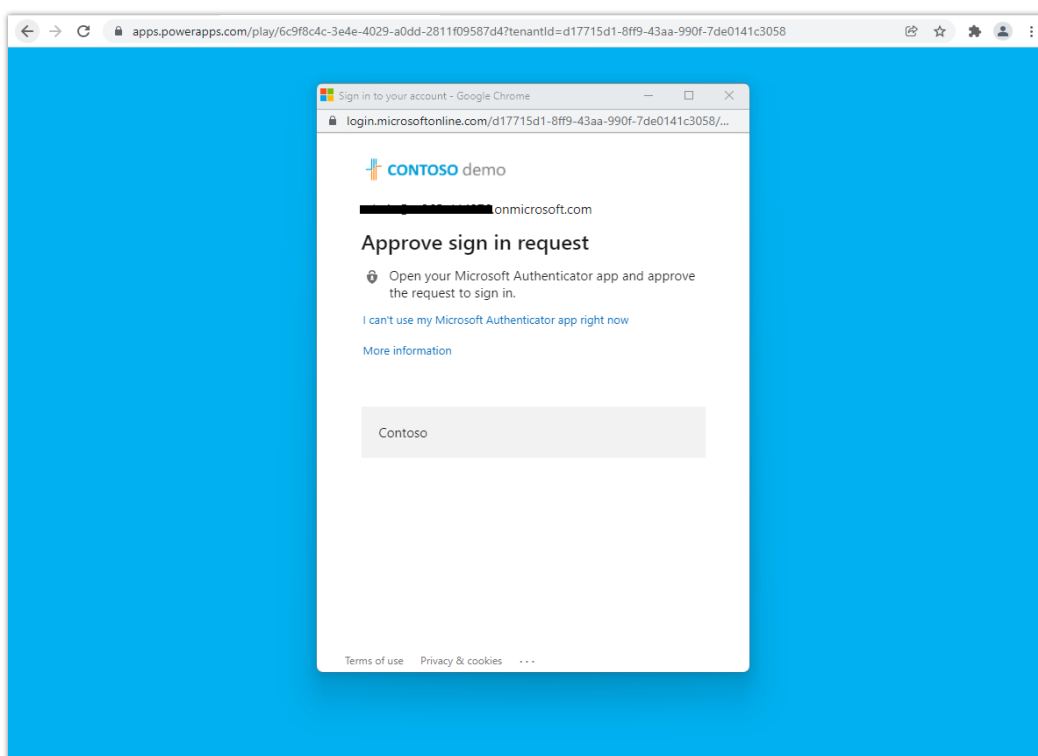 apps.powerapps.com/play/6c9f8c4c-3e4e-4029-a0dd-2811f09587d4?tenantId=d17715d1-8ff9-43aa-990f-7de0141c3058
Sign in to your account - Google Chrome
login.microsoftonline.com/d17715d1-8ff9-43aa-990f-7de0141c3058/...
CONTOSO demo
.onmicrosoft.com
Approve sign in request
Open your Microsoft Authenticator app and approve
the request to sign in.
I can't use my Microsoft Authenticator app right now
More information
Contoso
Terms of use Privacy & cookies ...